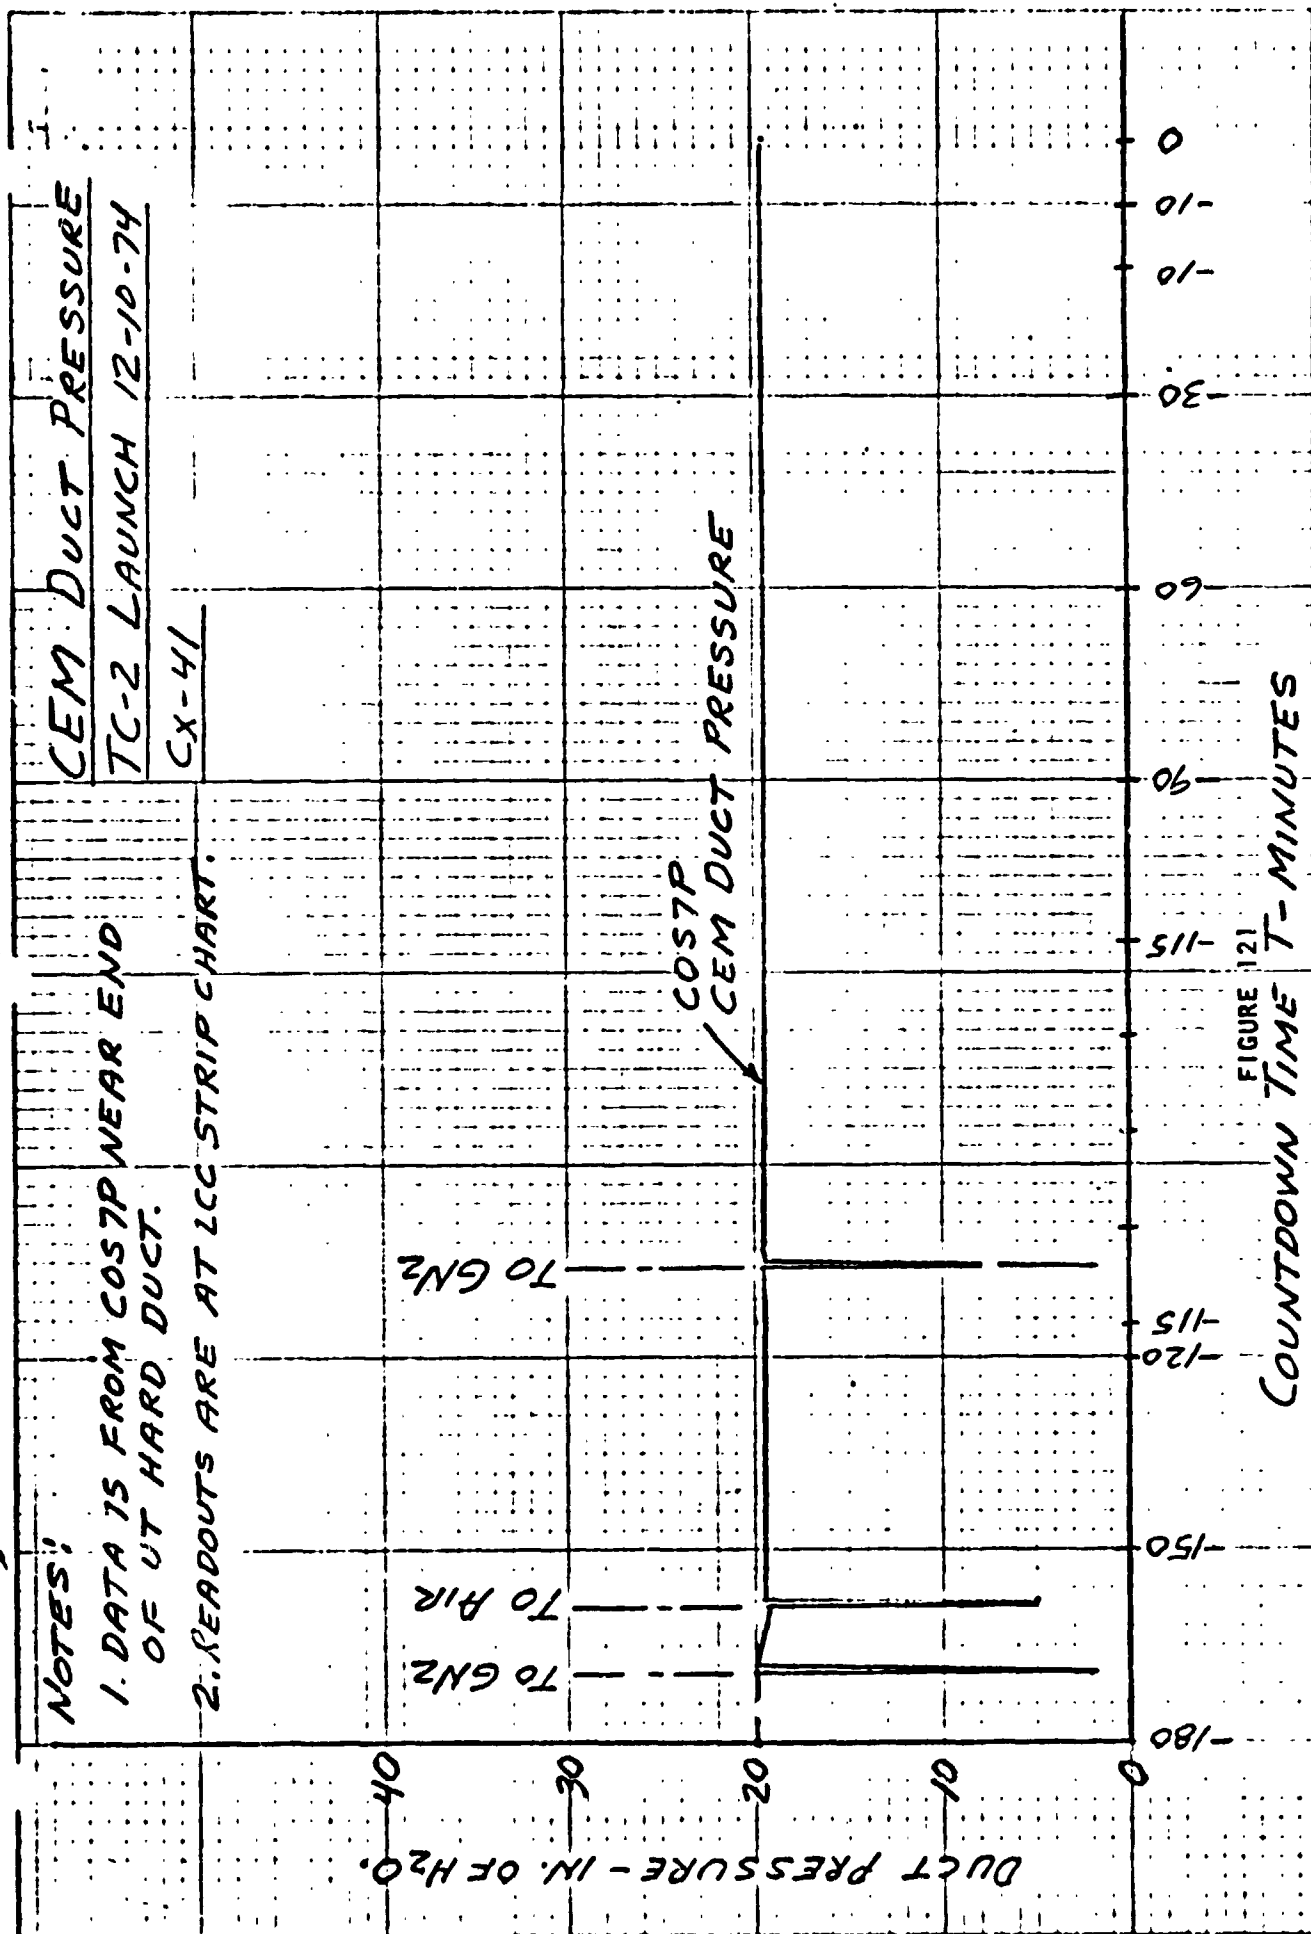 CEM DUCT PRESSURE
TC-2 LAUNCH 12-10-74
CX-41
NOTES:
1. DATA IS FROM COS7P NEAR END
OF UT HARD DUCT.
2. READOUTS ARE AT LCC STRIP CHART.
DUCT PRESSURE - IN. OF H2O.
40
30
20
10
0
TO GN2
TO AIR
TO GN2
COS7P
CEM DUCT PRESSURE
-180
-150
-120
-115
-115
-90
-60
-30
-10
-10
0
FIGURE 121
COUNTDOWN TIME T-MINUTES